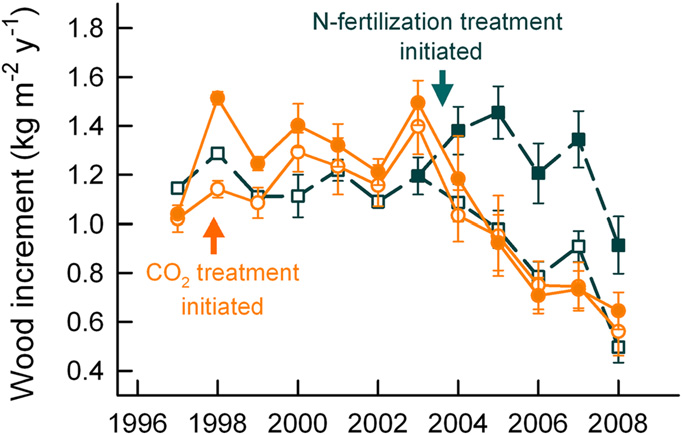 N-fertilization treatment
initiated
CO₂ treatment
initiated
Wood increment (kg m⁻² y⁻¹)
1.8
1.6
1.4
1.2
1.0
0.8
0.6
0.4
1996 1998 2000 2002 2004 2006 2008